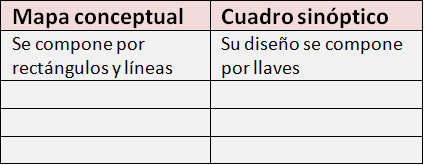 Mapa conceptual
Cuadro sinóptico
Se compone por
rectángulos y líneas
Su diseño se compone
por llaves